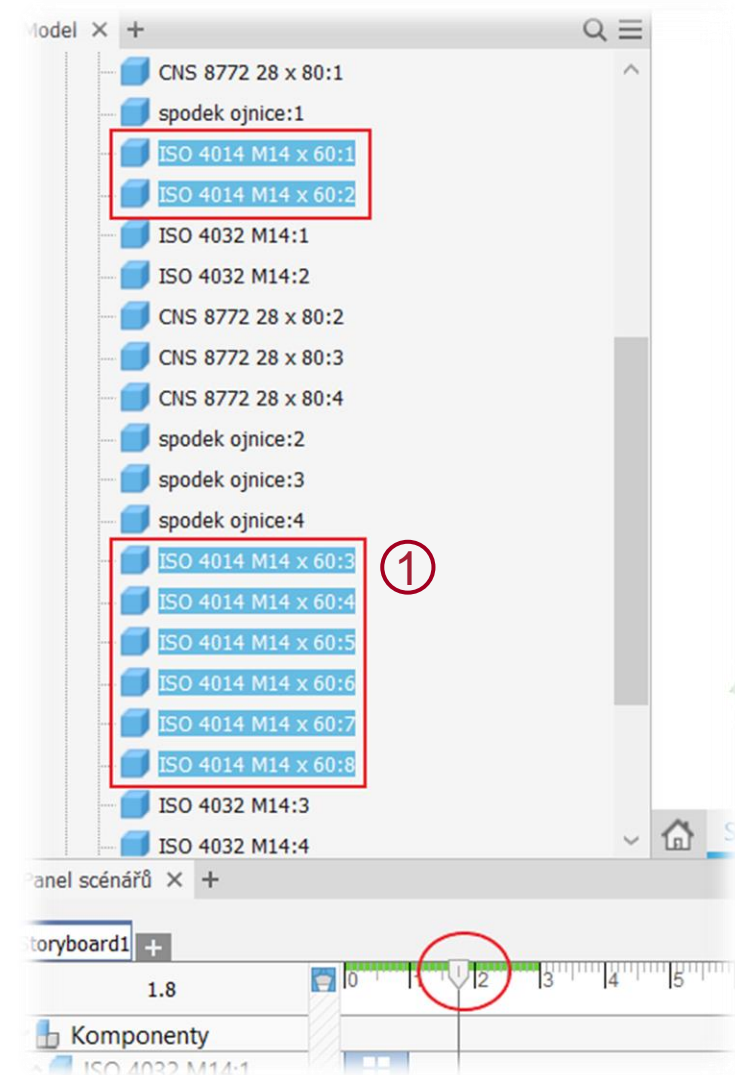 Model × +
CNS 8772 28 x 80:1
spodek ojnice:1
ISO 4014 M14 x 60:1
ISO 4014 M14 x 60:2
ISO 4032 M14:1
ISO 4032 M14:2
CNS 8772 28 x 80:2
CNS 8772 28 x 80:3
CNS 8772 28 x 80:4
spodek ojnice:2
spodek ojnice:3
spodek ojnice:4
ISO 4014 M14 x 60:3
1
ISO 4014 M14 x 60:4
ISO 4014 M14 x 60:5
ISO 4014 M14 x 60:6
ISO 4014 M14 x 60:7
ISO 4014 M14 x 60:8
ISO 4032 M14:3
ISO 4032 M14:4
S
Panel scénářů × +
Storyboard1 +
1.8
0 1 2 3 4 5
Komponenty
ISO 4032 M14:1